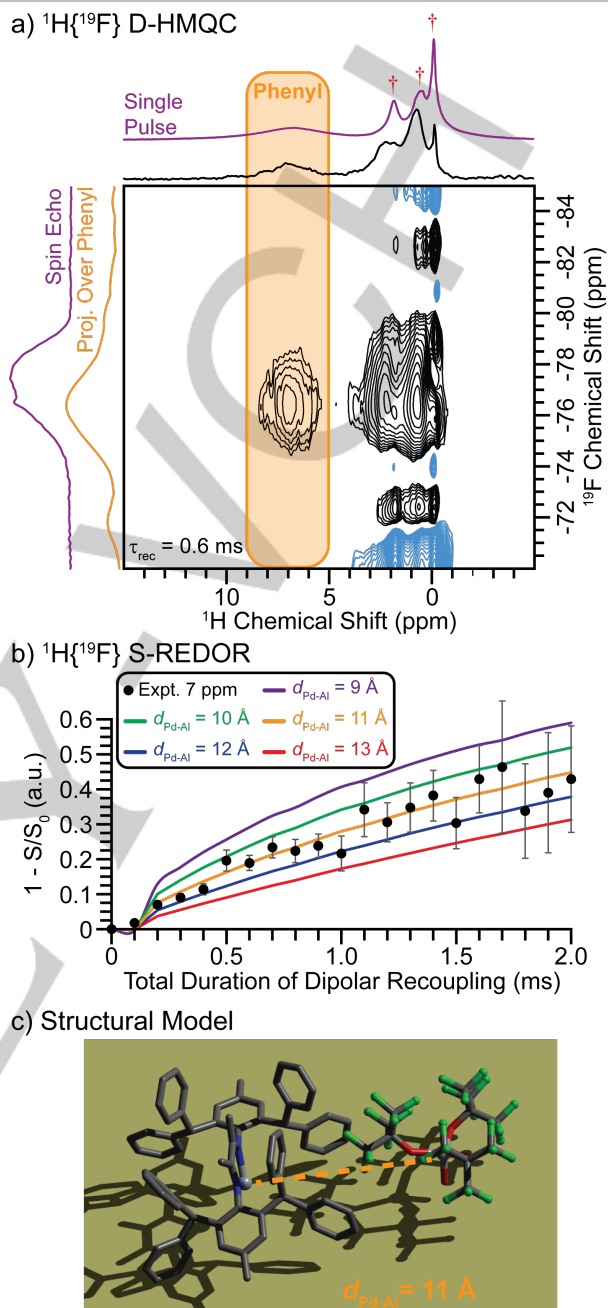 a) ¹H{¹⁹F} D-HMQC
† † †
Phenyl
Single
Pulse
Spin Echo
Proj. Over Phenyl
-84
-82
-80
-78
-76
-74
-72
¹⁹F Chemical Shift (ppm)
τrec = 0.6 ms
10 5 0
¹H Chemical Shift (ppm)
b) ¹H{¹⁹F} S-REDOR
Expt. 7 ppm dPd-Al = 9 Å
dPd-Al = 10 Å dPd-Al = 11 Å
dPd-Al = 12 Å dPd-Al = 13 Å
0.6
0.5
0.4
0.3
0.2
0.1
0
1 - S/S₀ (a.u.)
0 0.5 1.0 1.5 2.0
Total Duration of Dipolar Recoupling (ms)
c) Structural Model
dPd-Al = 11 Å